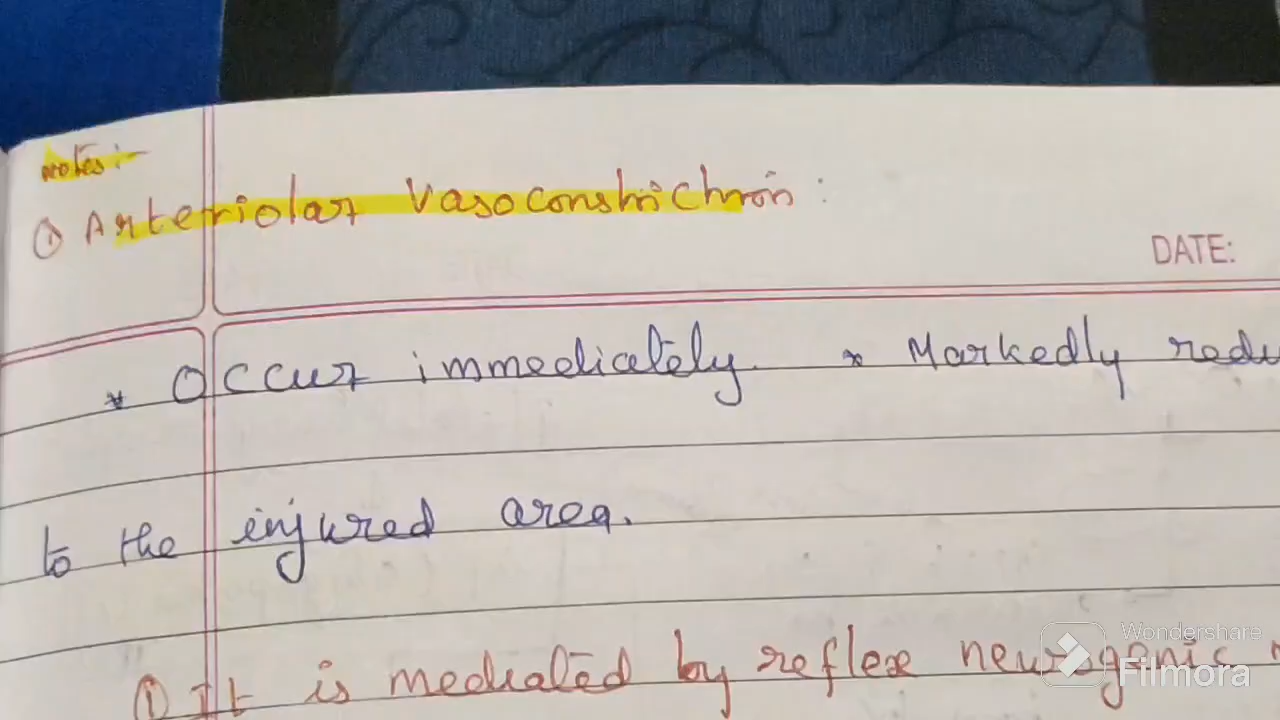 notes:-
① Arteriolar Vasoconstriction:
DATE:
* Occur immedicately. * Markedly redu
to the injured area.
① It is mediated by reflex neurogenic
Wondershare
Filmora